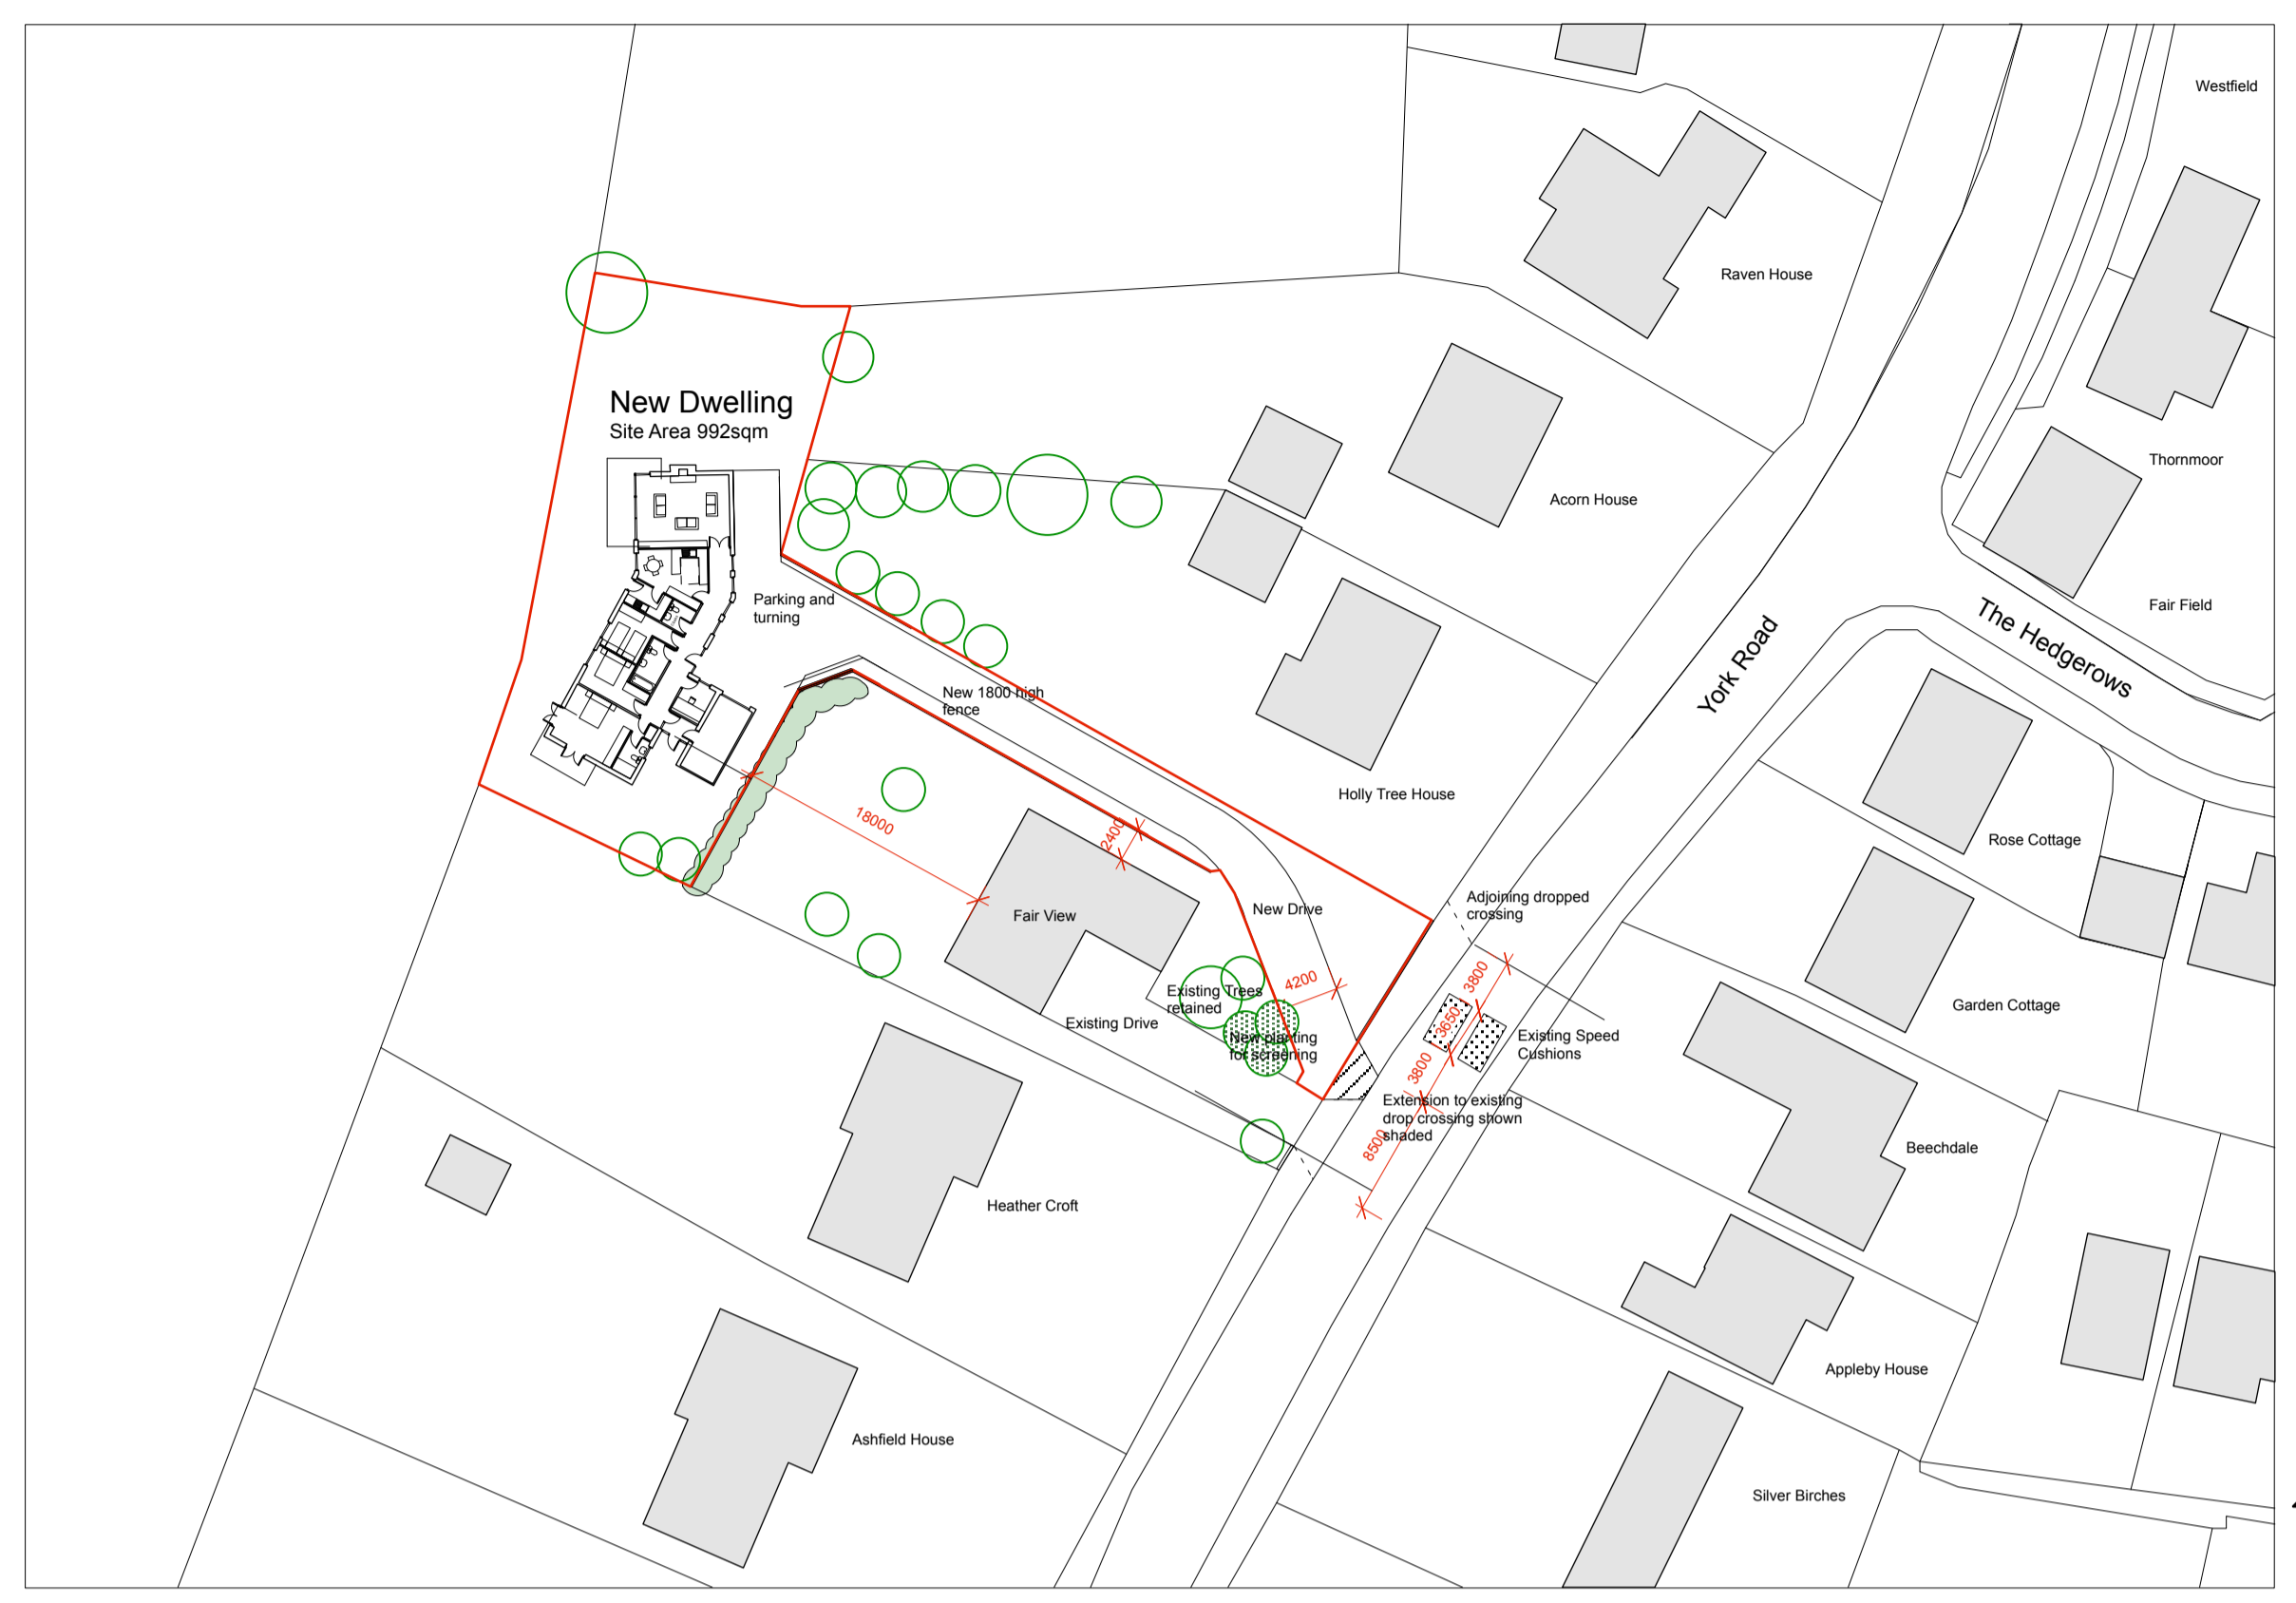 Westfield
Raven House
New Dwelling
Site Area 992sqm
Thornmoor
Acorn House
Parking and
turning
Fair Field
The Hedgerows
York Road
New 1800 high
fence
Holly Tree House
18000
2400
Rose Cottage
Adjoining dropped
crossing
New Drive
Fair View
4200
3800
Existing Trees
retained
Garden Cottage
3650
Existing Drive
New planting
for screening
Existing Speed
Cushions
3800
Extension to existing
drop crossing shown
shaded
8500
Beechdale
Heather Croft
Appleby House
Ashfield House
Silver Birches